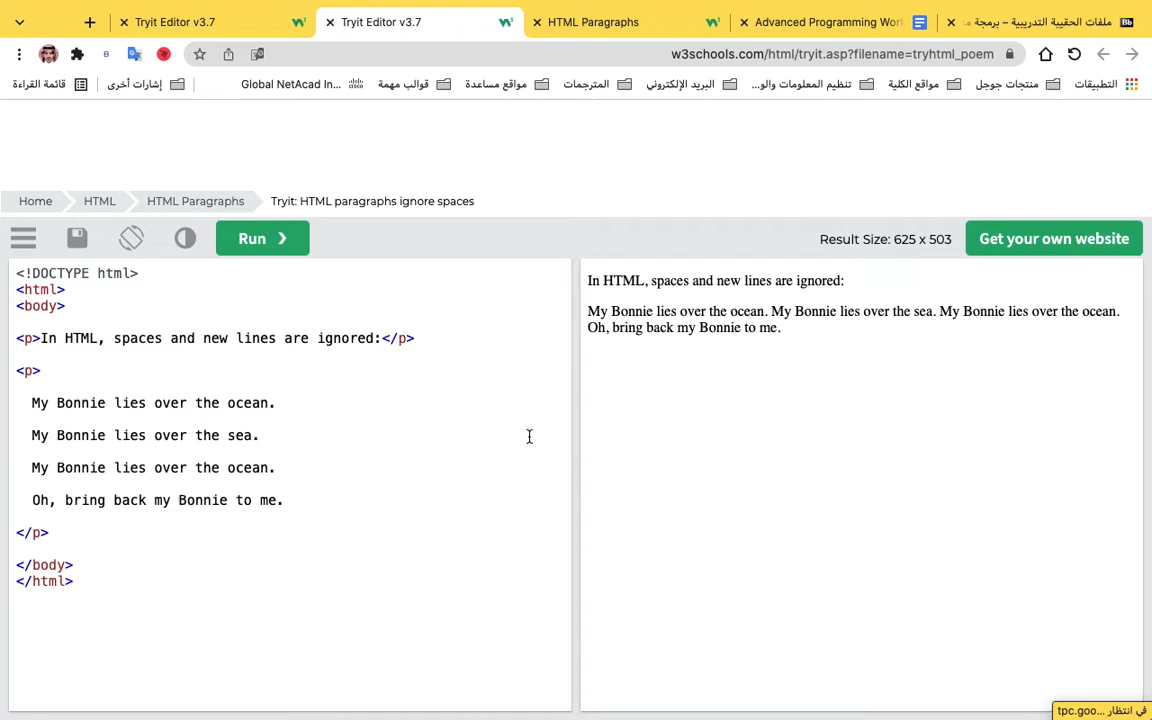 Tryit Editor v3.7
Tryit Editor v3.7
HTML Paragraphs
Advanced Programming Wor
ملفات الحقيبة التدريبية – برمجة م...
Bb
B
w3schools.com/html/tryit.asp?filename=tryhtml_poem
التطبيقات
منتجات جوجل
مواقع الكلية
تنظيم المعلومات والو...
البريد الإلكتروني
المترجمات
مواقع مساعدة
قوالب مهمة
Global NetAcad In...
إشارات أخرى
قائمة القراءة
Home
HTML
HTML Paragraphs
Tryit: HTML paragraphs ignore spaces
Run ❯
Result Size: 625 x 503
Get your own website
<!DOCTYPE html>
<html>
<body>
<p>In HTML, spaces and new lines are ignored:</p>
<p>
My Bonnie lies over the ocean.
My Bonnie lies over the sea.
My Bonnie lies over the ocean.
Oh, bring back my Bonnie to me.
</p>
</body>
</html>
In HTML, spaces and new lines are ignored:
My Bonnie lies over the ocean. My Bonnie lies over the sea. My Bonnie lies over the ocean.
Oh, bring back my Bonnie to me.
في انتظار tpc.goo...